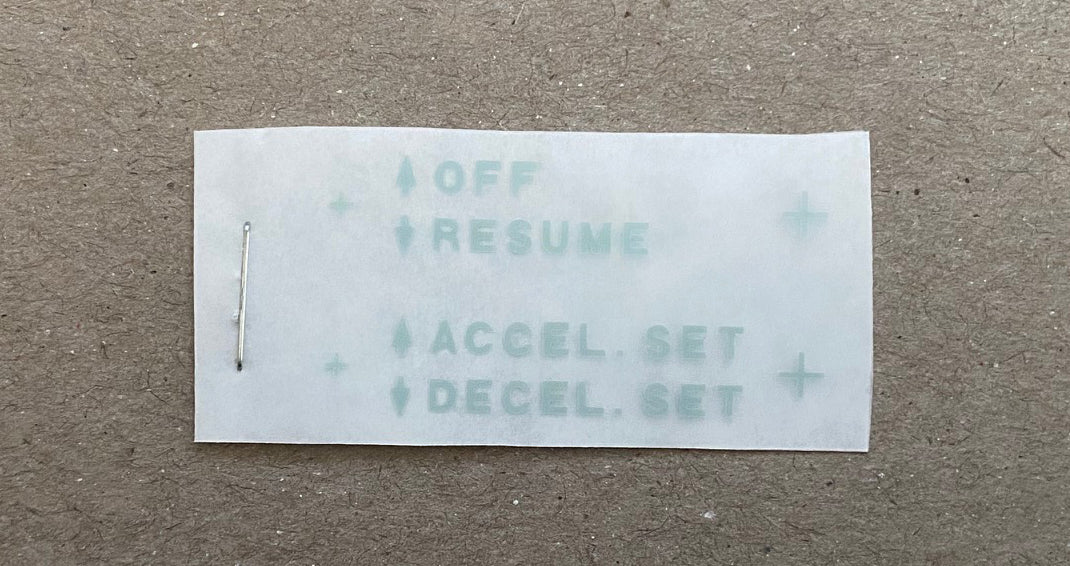 OFF
RESUME
ACCEL. SET
DECEL. SET